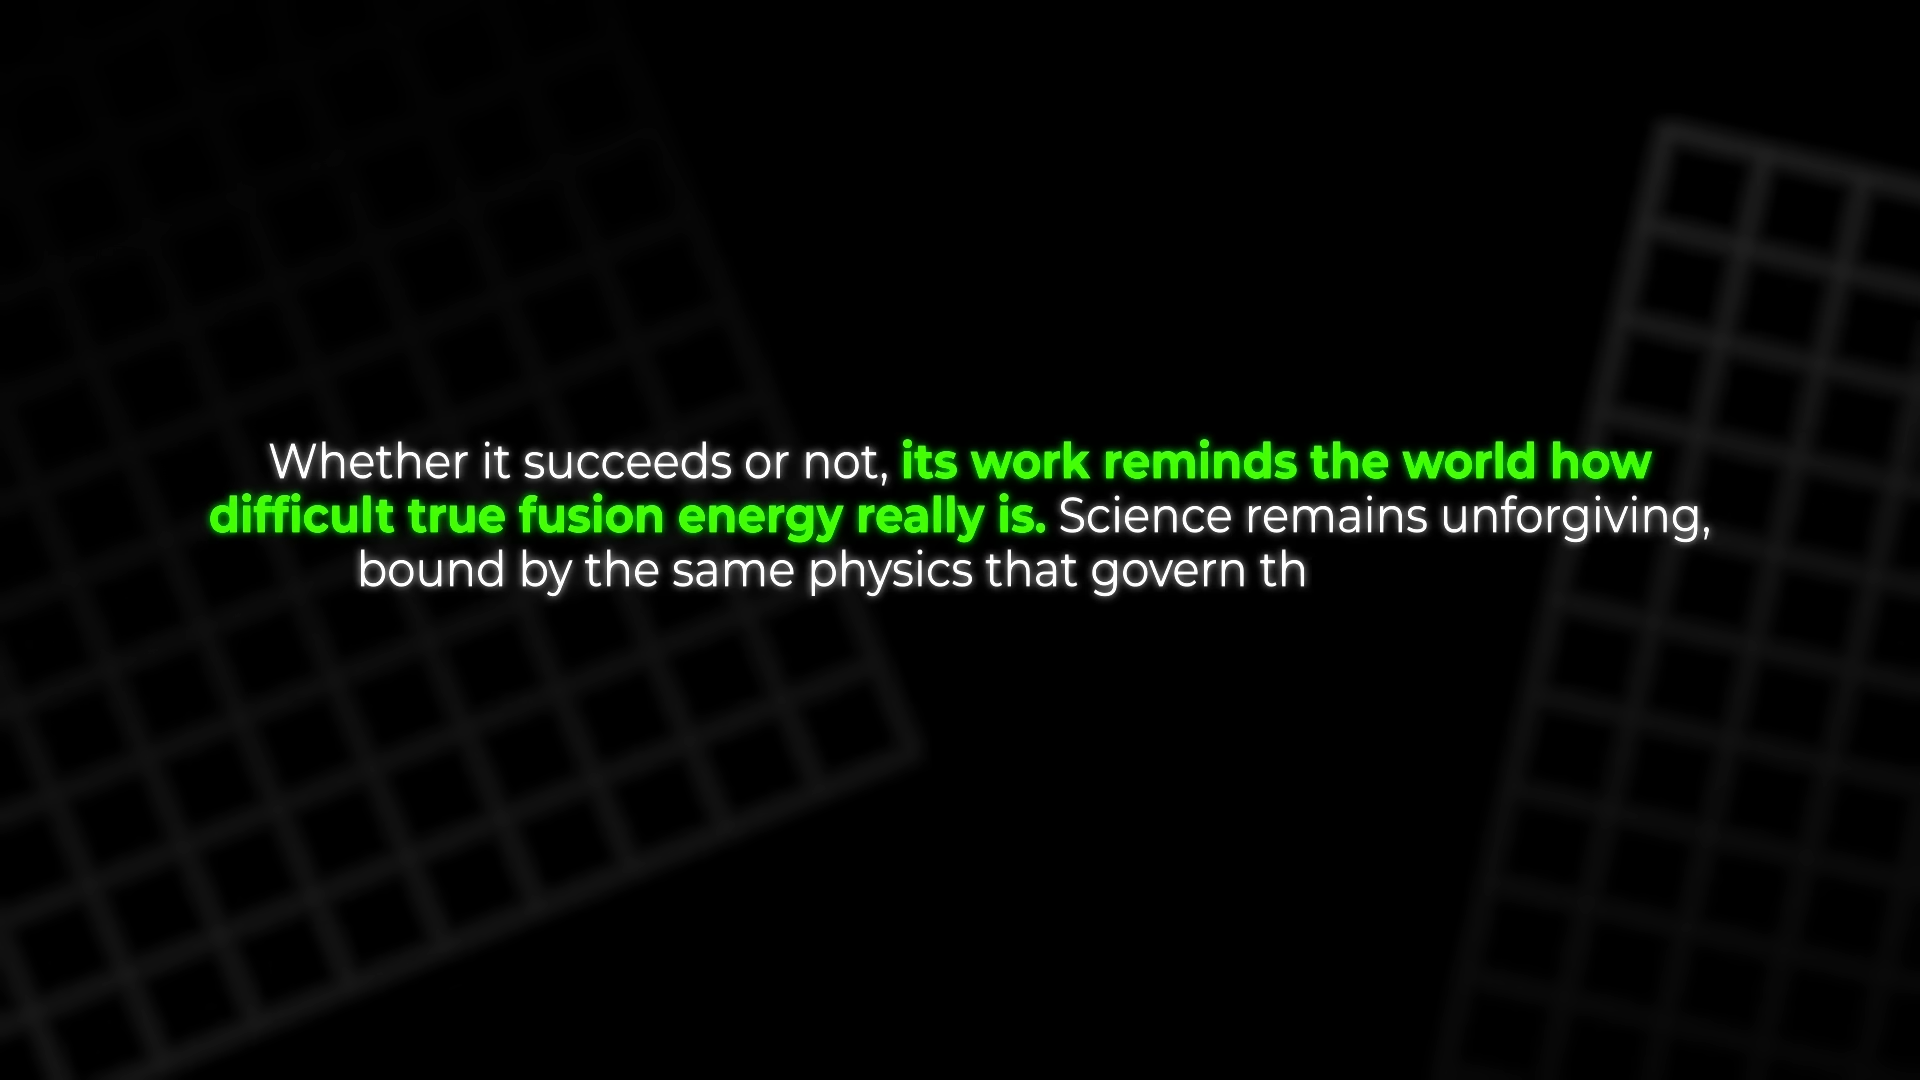 Whether it succeeds or not, its work reminds the world how
difficult true fusion energy really is. Science remains unforgiving,
bound by the same physics that govern th